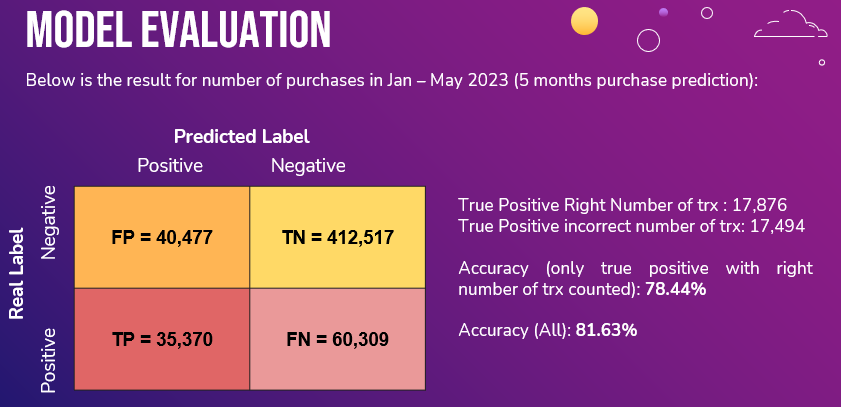 MODEL EVALUATION
Below is the result for number of purchases in Jan – May 2023 (5 months purchase prediction):
Predicted Label
Positive Negative
Real Label
Negative
FP = 40,477 TN = 412,517
Positive
TP = 35,370 FN = 60,309
True Positive Right Number of trx : 17,876
True Positive incorrect number of trx: 17,494
Accuracy (only true positive with right
number of trx counted): 78.44%
Accuracy (All): 81.63%